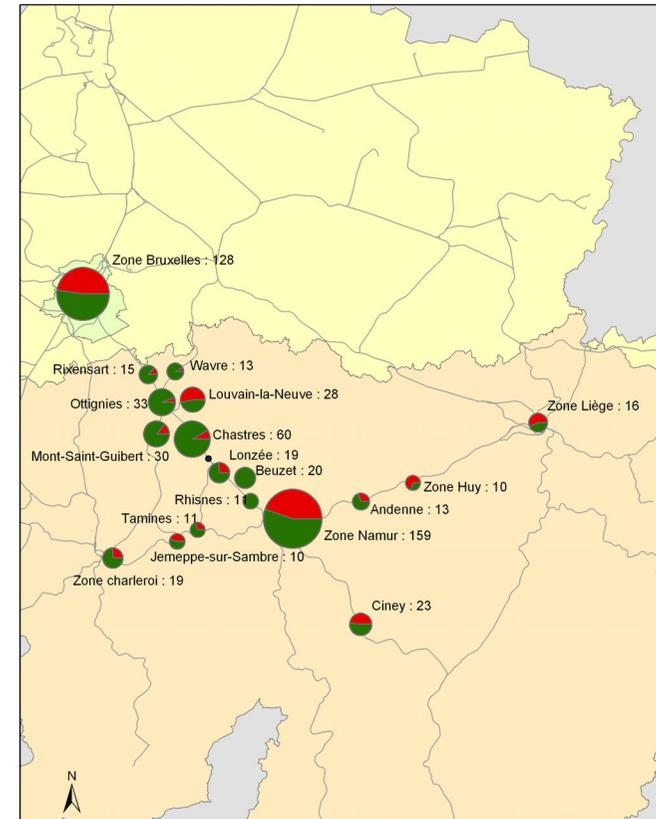 Zone Bruxelles : 128
Rixensart : 15
Wavre : 13
Ottignies : 33
Louvain-la-Neuve : 28
Zone Liège : 16
Chastres : 60
Mont-Saint-Guibert : 30
Lonzée : 19
Beuzet : 20
Zone Huy : 10
Rhisnes : 11
Andenne : 13
Tamines : 11
Zone Namur : 159
Jemeppe-sur-Sambre : 10
Zone charleroi : 19
Ciney : 23
N